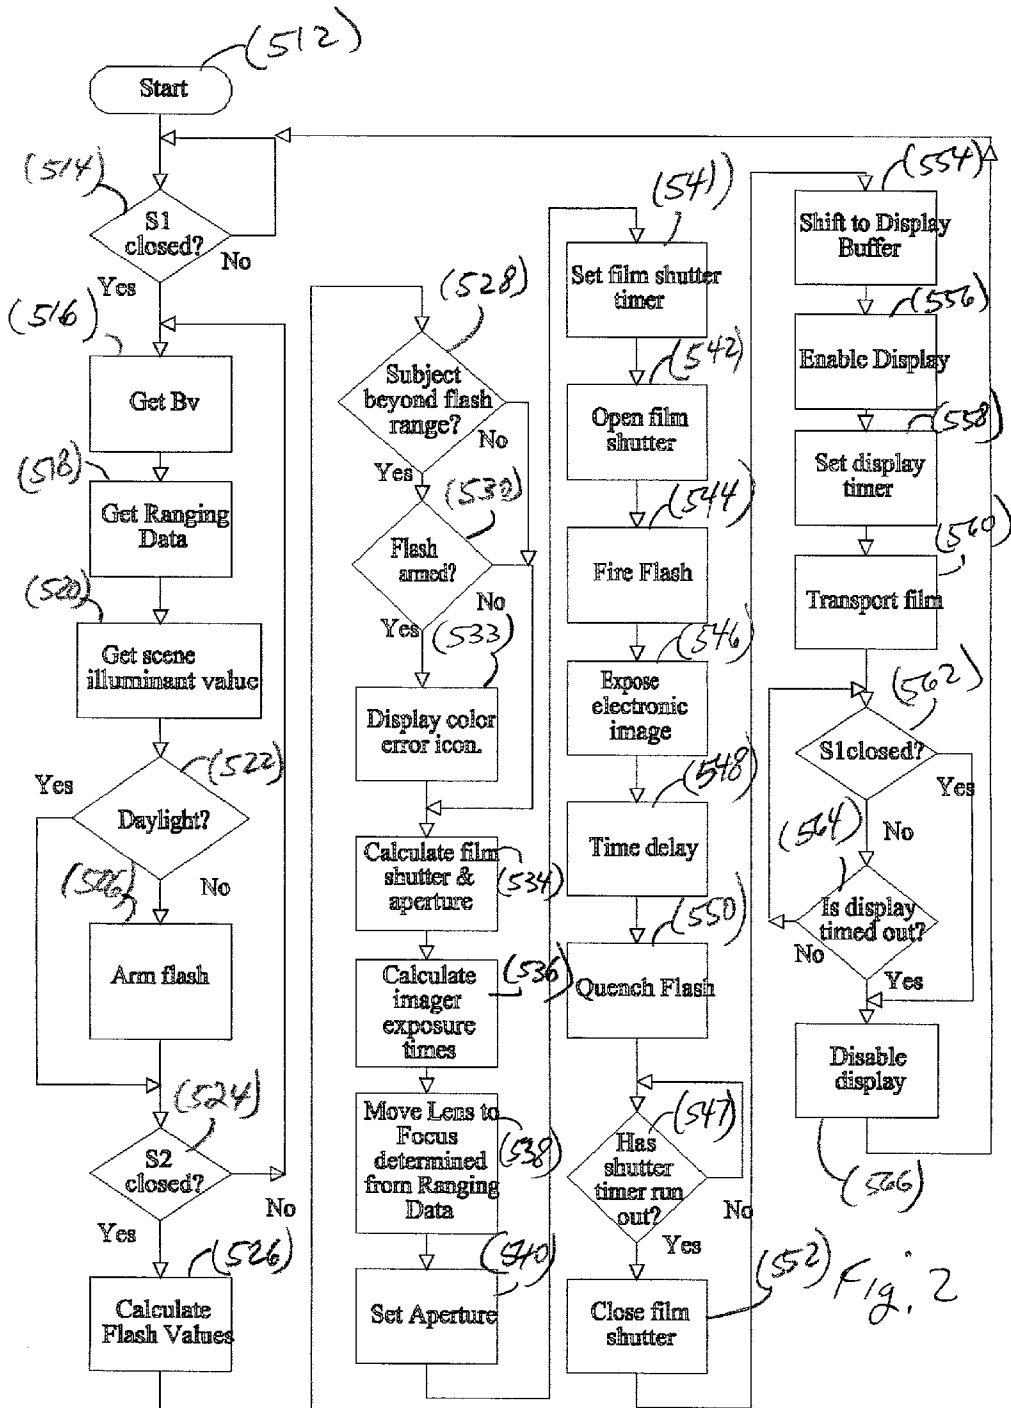 (512)
Start
(514)
S1
closed?
No
Yes
(516)
Get Bv
(518)
Get Ranging
Data
(520)
Get scene
illuminant value
(522)
Yes
Daylight?
(526)
No
Arm flash
(524)
S2
closed?
No
Yes
(526)
Calculate
Flash Values
(528)
Subject
beyond flash
range?
No
Yes
(530)
Flash
armed?
No
Yes
(533)
Display color
error icon.
Calculate film
shutter &
aperture
(534)
Calculate
imager
exposure
times
(536)
Move Lens to
Focus
determined
from Ranging
Data
(538)
(540)
Set Aperture
(541)
Set film shutter
timer
(542)
Open film
shutter
(544)
Fire Flash
(546)
Expose
electronic
image
(548)
Time delay
(550)
Quench Flash
(547)
Has
shutter
timer run
out?
No
Yes
(552)
Close film
shutter
(554)
Shift to Display
Buffer
(556)
Enable Display
(558)
Set display
timer
(560)
Transport film
(562)
S1closed?
Yes
(564)
No
Is display
timed out?
No
Yes
Disable
display
(566)
Fig. 2